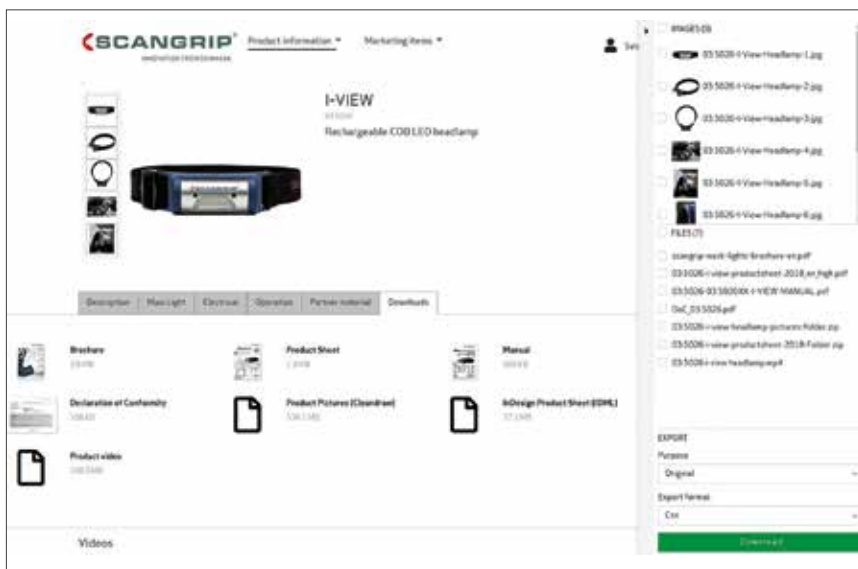 SCANGRIP®
Product information
Marketing items
I-VIEW
Rechargeable COB LED headlamp
SCANGRIP
Description
Main Light
Electrical
Operation
Partner material
Downloads
Brochure
Product Sheet
Manual
Declaration of Conformity
Product Pictures (Cleandraw)
InDesign Product Sheet (IDML)
Product video
Videos
03.5026-I-View-Headlamp-1.jpg
03.5026-I-View-Headlamp-2.jpg
03.5026-I-View-Headlamp-3.jpg
03.5026-I-View-Headlamp-4.jpg
03.5026-I-View-Headlamp-5.jpg
03.5026-I-View-Headlamp-6.jpg
FILES (7)
scangrip-work-lights-brochure-en.pdf
03.5026-i-view-productsheet-2018_en_high.pdf
DoC_03.5026.pdf
03.5026-i-view-headlamp-pictures-folder.zip
03.5026-i-view-productsheet-2018-Folder.zip
03.5026-i-view-headlamp.mp4
EXPORT
Purpose
Original
Export format
Csv
Download